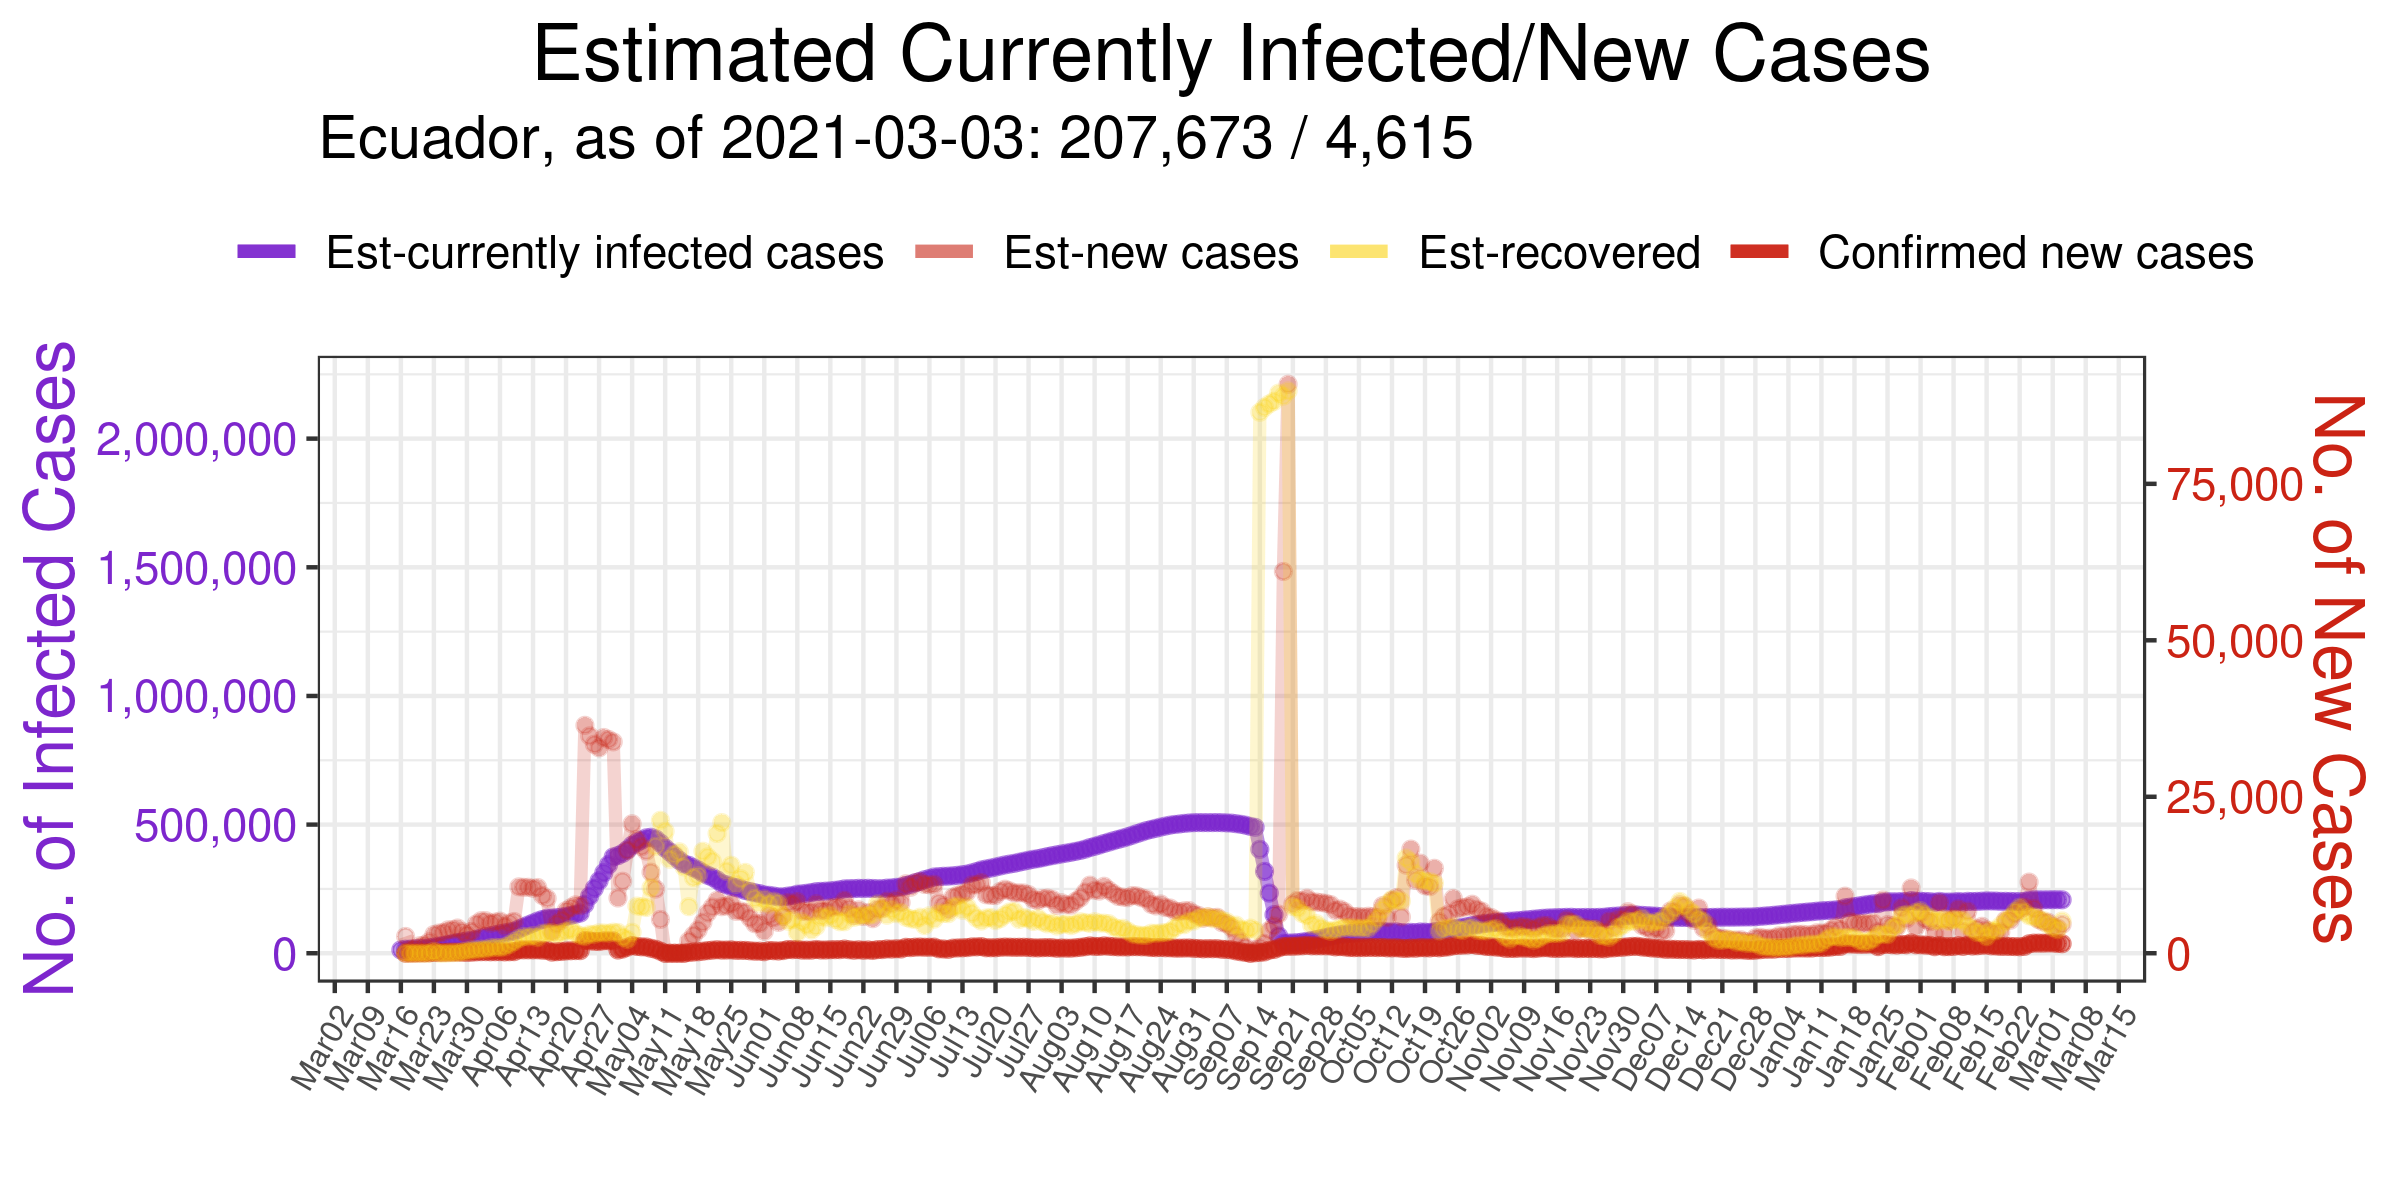 Estimated Currently Infected/New Cases
Ecuador, as of 2021-03-03: 207,673 / 4,615
Est-currently infected cases Est-new cases Est-recovered Confirmed new cases
No. of Infected Cases
2,000,000
1,500,000
1,000,000
500,000
0
75,000
50,000
25,000
0
No. of New Cases
Mar02 Mar09 Mar16 Mar23 Mar30 Apr06 Apr13 Apr20 Apr27 May04 May11 May18 May25 Jun01 Jun08 Jun15 Jun22 Jun29 Jul06 Jul13 Jul20 Jul27 Aug03 Aug10 Aug17 Aug24 Aug31 Sep07 Sep14 Sep21 Sep28 Oct05 Oct12 Oct19 Oct26 Nov02 Nov09 Nov16 Nov23 Nov30 Dec07 Dec14 Dec21 Dec28 Jan04 Jan11 Jan18 Jan25 Feb01 Feb08 Feb15 Feb22 Mar01 Mar08 Mar15